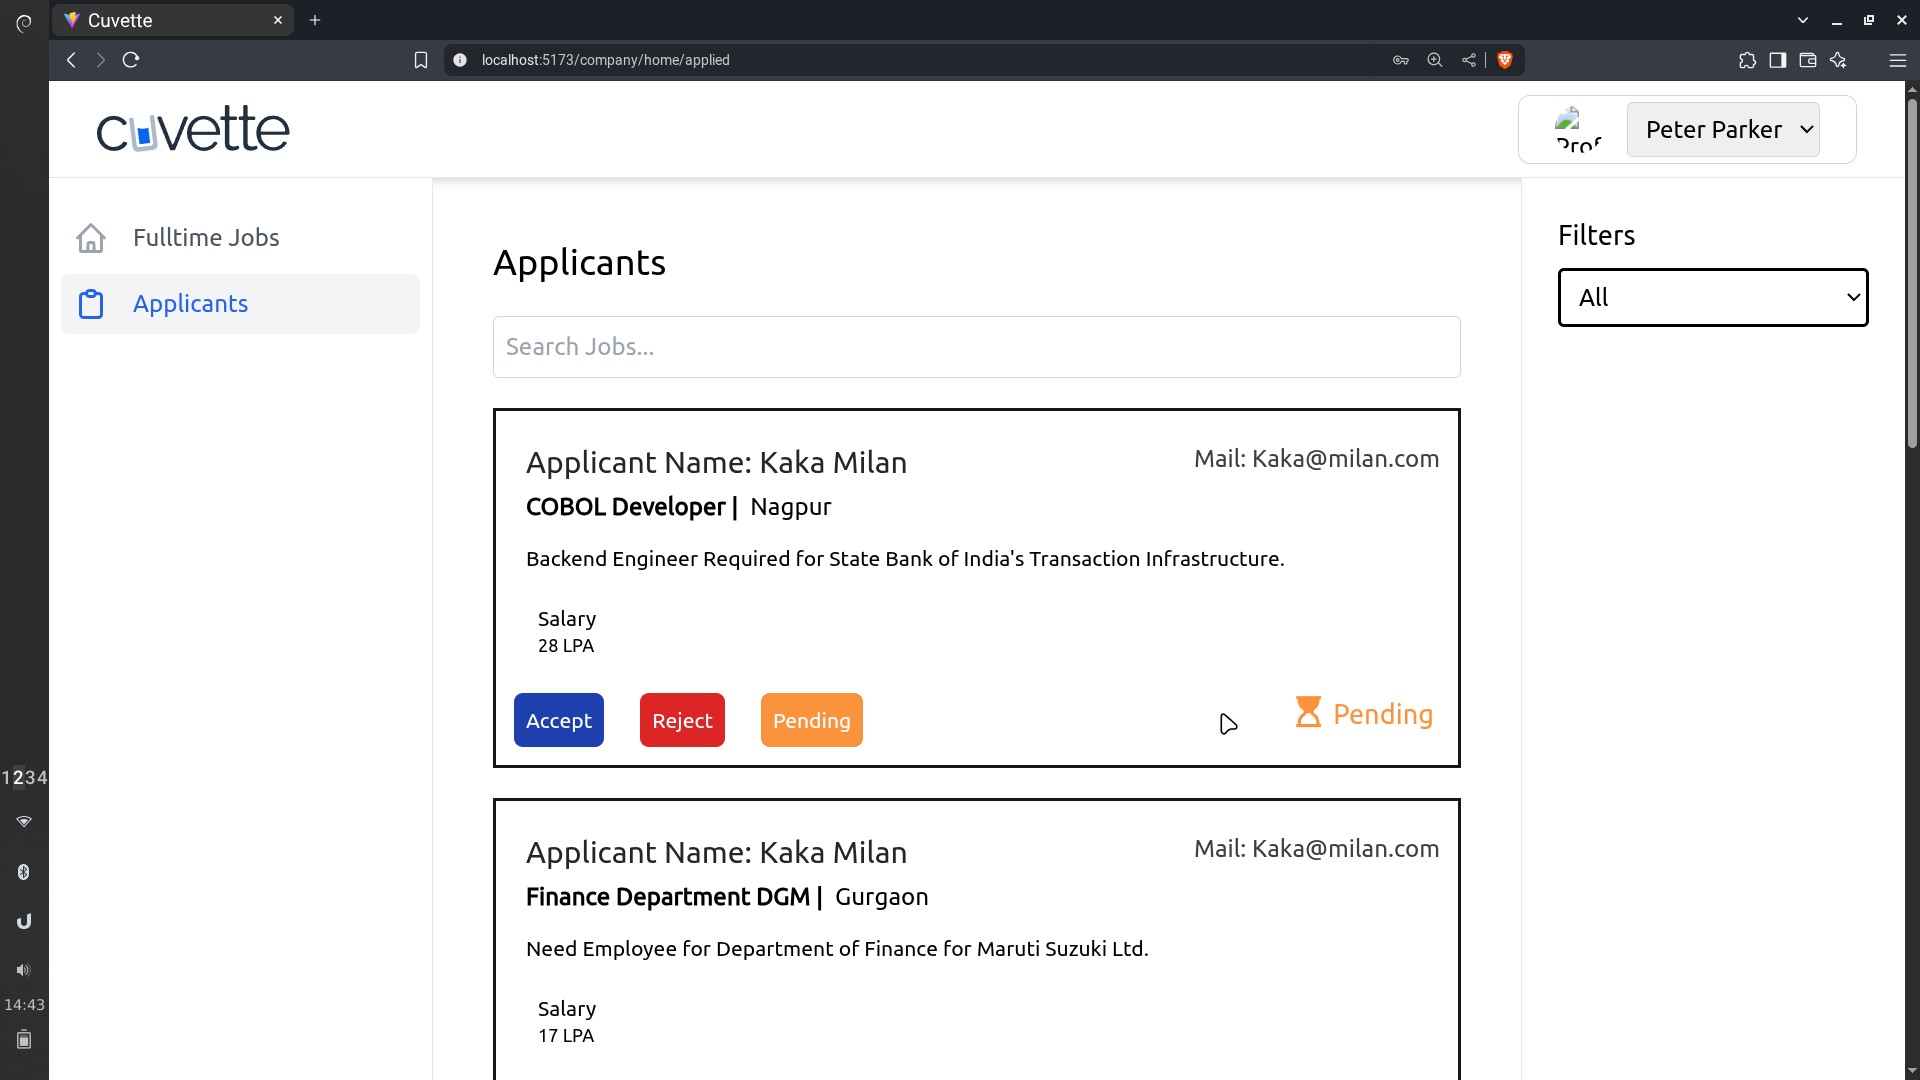 Cuvette
localhost:5173/company/home/applied
cuvette
Prof
Peter Parker
Fulltime Jobs
Applicants
Applicants
Search Jobs...
Applicant Name: Kaka Milan
Mail: Kaka@milan.com
COBOL Developer | Nagpur
Backend Engineer Required for State Bank of India's Transaction Infrastructure.
Salary
28 LPA
Accept
Reject
Pending
Pending
Applicant Name: Kaka Milan
Mail: Kaka@milan.com
Finance Department DGM | Gurgaon
Need Employee for Department of Finance for Maruti Suzuki Ltd.
Salary
17 LPA
Filters
All
1234
14:43